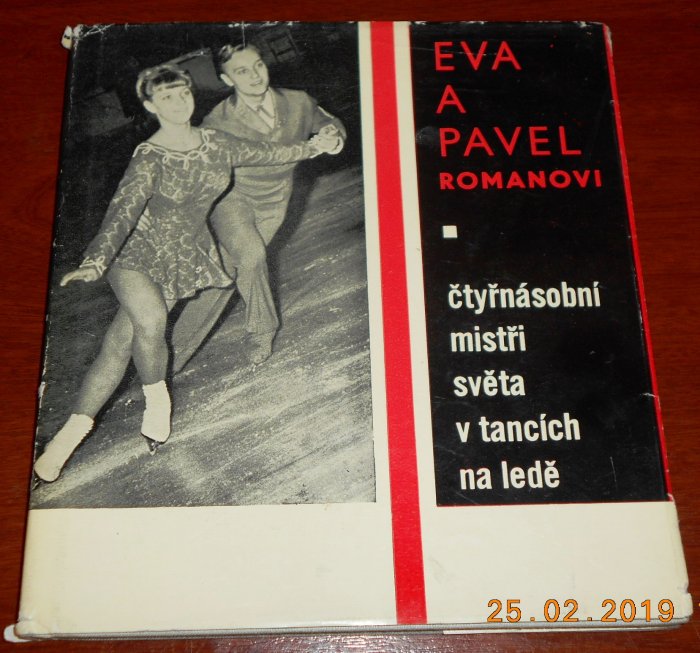 EVA
A
PAVEL
ROMANOVI
čtyřnásobní
mistři
světa
v tancích
na ledě
25.02.2019